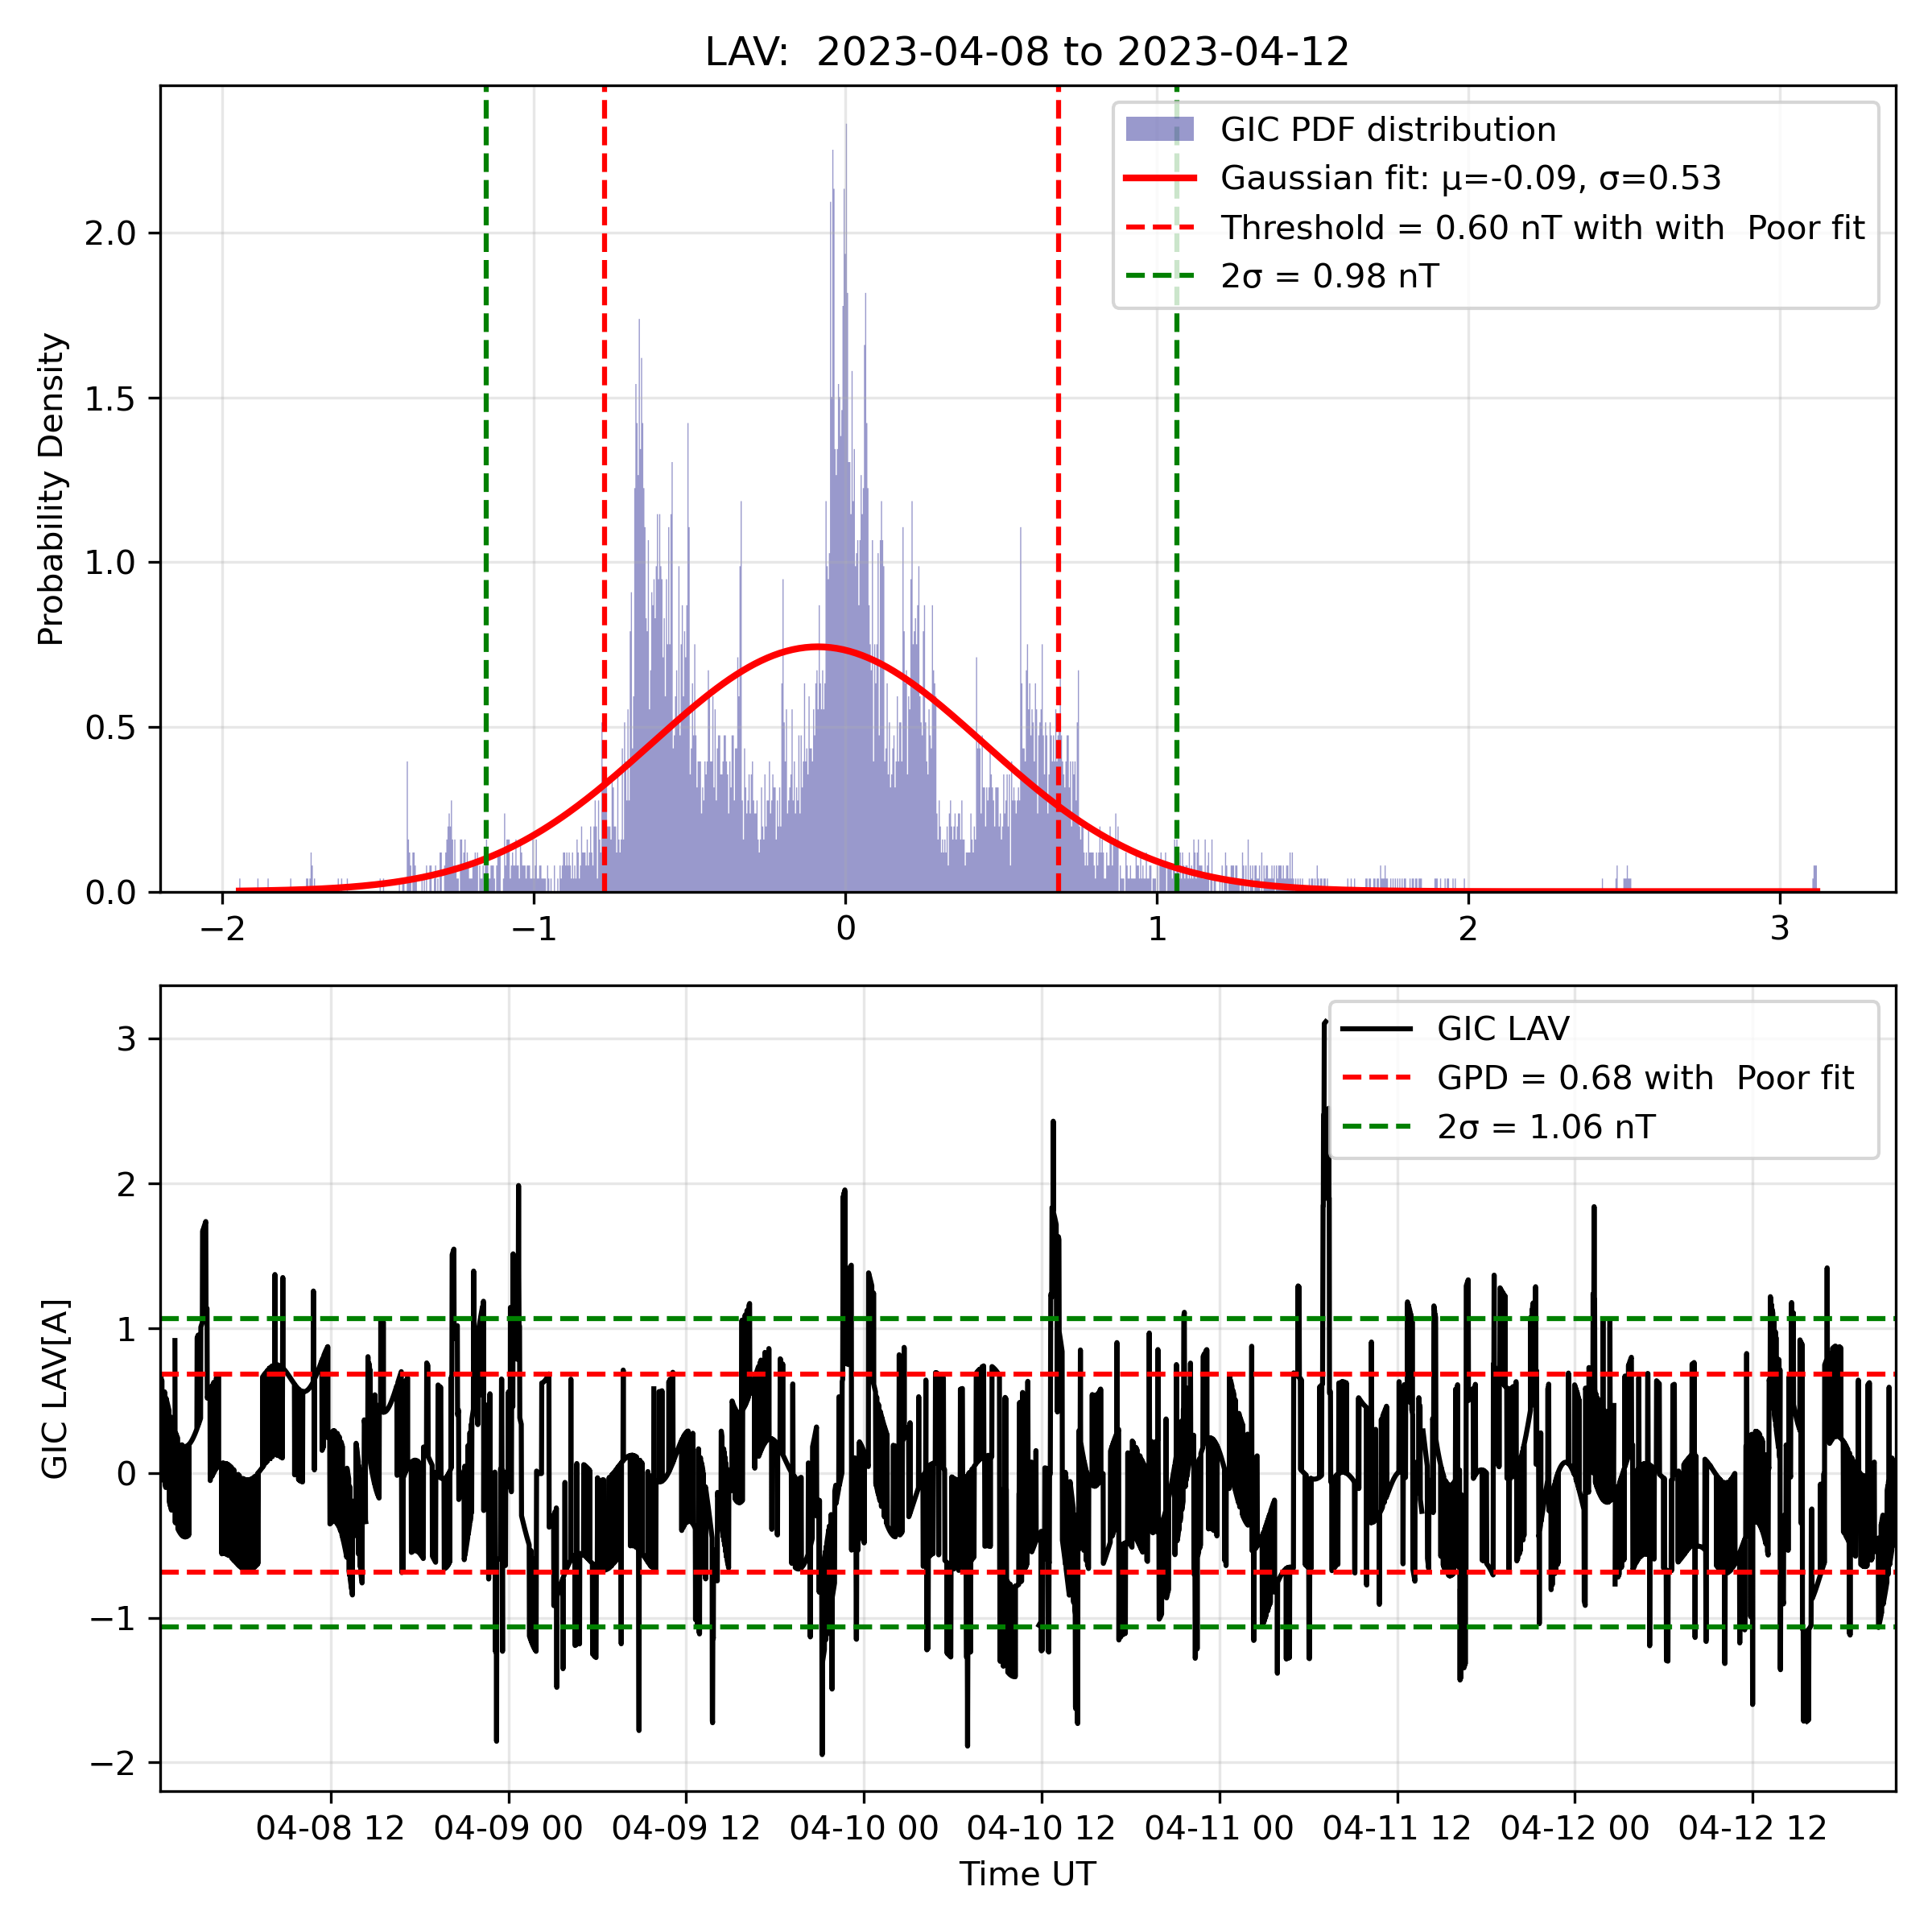 LAV:  2023-04-08 to 2023-04-12
GIC PDF distribution
Gaussian fit: μ=-0.09, σ=0.53
Threshold = 0.60 nT with with  Poor fit
2σ = 0.98 nT
Probability Density
2.0
1.5
1.0
0.5
0.0
−2 −1 0 1 2 3
GIC LAV
GPD = 0.68 with  Poor fit
2σ = 1.06 nT
GIC LAV[A]
3
2
1
0
−1
−2
04-08 12 04-09 00 04-09 12 04-10 00 04-10 12 04-11 00 04-11 12 04-12 00 04-12 12
Time UT